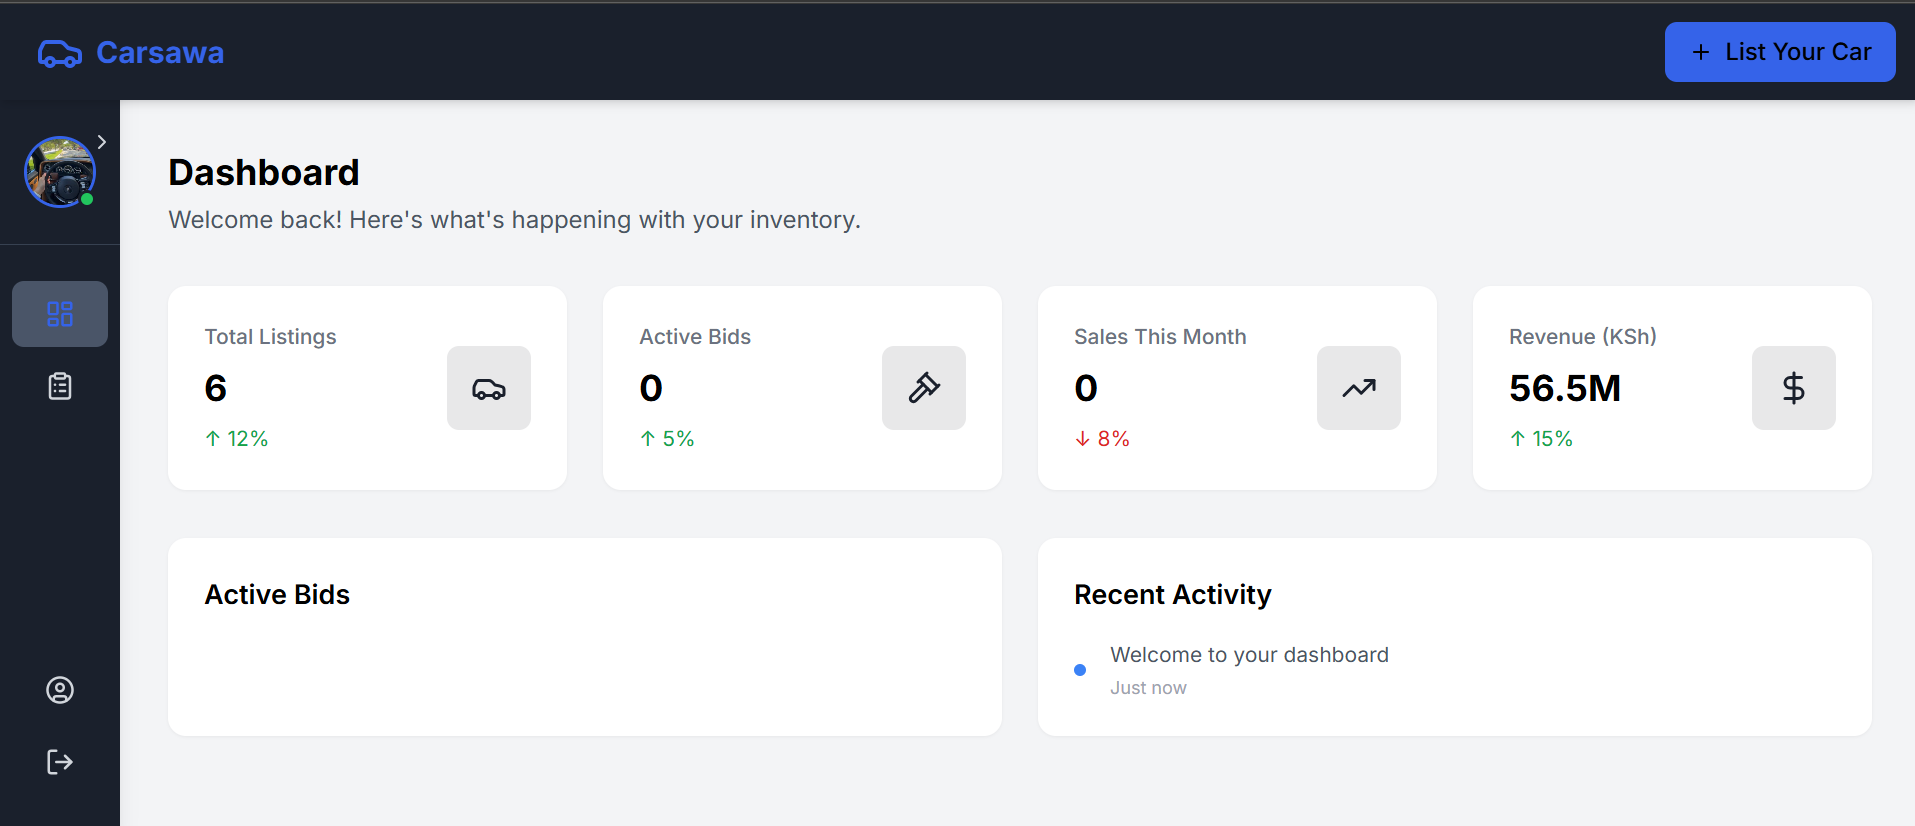 Carsawa
+ List Your Car
Dashboard
Welcome back! Here's what's happening with your inventory.
Total Listings
6
↑ 12%
Active Bids
0
↑ 5%
Sales This Month
0
↓ 8%
Revenue (KSh)
56.5M
↑ 15%
$
Active Bids
Recent Activity
Welcome to your dashboard
Just now